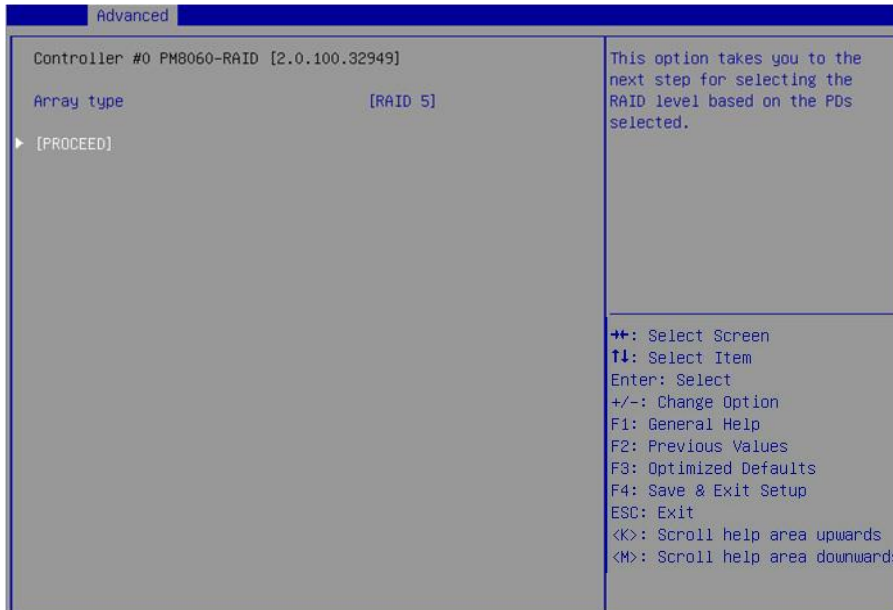 Advanced
Controller #0 PM8060-RAID [2.0.100.32949]
Array type [RAID 5]
[PROCEED]
This option takes you to the
next step for selecting the
RAID level based on the PDs
selected.
→←: Select Screen
↑↓: Select Item
Enter: Select
+/-: Change Option
F1: General Help
F2: Previous Values
F3: Optimized Defaults
F4: Save & Exit Setup
ESC: Exit
<K>: Scroll help area upwards
<M>: Scroll help area downwards